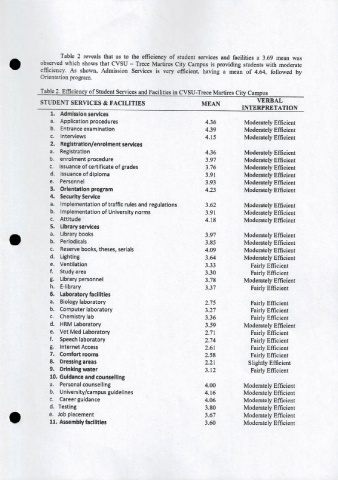 Table 2 reveals that us to the efficiency of student services and facilities a 3.69 mean was
observed which shows that CVSU – Trece Martires City Campus is providing students with moderate
efficiency. As shown, Admission Services is very efficient, having a mean of 4.64, followed by
Orientation program.
Table 2. Efficiency of Student Services and Facilities in CVSU-Trece Martires City Campus
STUDENT SERVICES & FACILITIES MEAN VERBAL INTERPRETATION
1. Admission services
a. Application procedures 4.36 Moderately Efficient
b. Entrance examination 4.39 Moderately Efficient
c. Interviews 4.15 Moderately Efficient
2. Registration/enrolment services
a. Registration 4.36 Moderately Efficient
b. enrolment procedure 3.97 Moderately Efficient
c. Issuance of certificate of grades 3.76 Moderately Efficient
d. Issuance of diploma 3.91 Moderately Efficient
e. Personnel 3.93 Moderately Efficient
3. Orientation program 4.23 Moderately Efficient
4. Security Service
a. Implementation of traffic rules and regulations 3.62 Moderately Efficient
b. Implementation of University norms 3.91 Moderately Efficient
c. Attitude 4.18 Moderately Efficient
5. Library services
a. Library books 3.97 Moderately Efficient
b. Periodicals 3.85 Moderately Efficient
c. Reserve books, theses, serials 4.09 Moderately Efficient
d. Lighting 3.64 Moderately Efficient
e. Ventilation 3.33 Fairly Efficient
f. Study area 3.30 Fairly Efficient
g. Library personnel 3.78 Moderately Efficient
h. E-library 3.37 Fairly Efficient
6. Laboratory facilities
a. Biology laboratory 2.75 Fairly Efficient
b. Computer laboratory 3.27 Fairly Efficient
c. Chemistry lab 3.36 Fairly Efficient
d. HRM Laboratory 3.59 Moderately Efficient
e. Vet Med Laboratory 2.71 Fairly Efficient
f. Speech laboratory 2.74 Fairly Efficient
g. Internet Access 2.61 Fairly Efficient
7. Comfort rooms 2.58 Fairly Efficient
8. Dressing areas 2.21 Slightly Efficient
9. Drinking water 3.12 Fairly Efficient
10. Guidance and counselling
a. Personal counselling 4.00 Moderately Efficient
b. University/campus guidelines 4.16 Moderately Efficient
c. Career guidance 4.06 Moderately Efficient
d. Testing 3.80 Moderately Efficient
e. Job placement 3.67 Moderately Efficient
11. Assembly facilities 3.60 Moderately Efficient